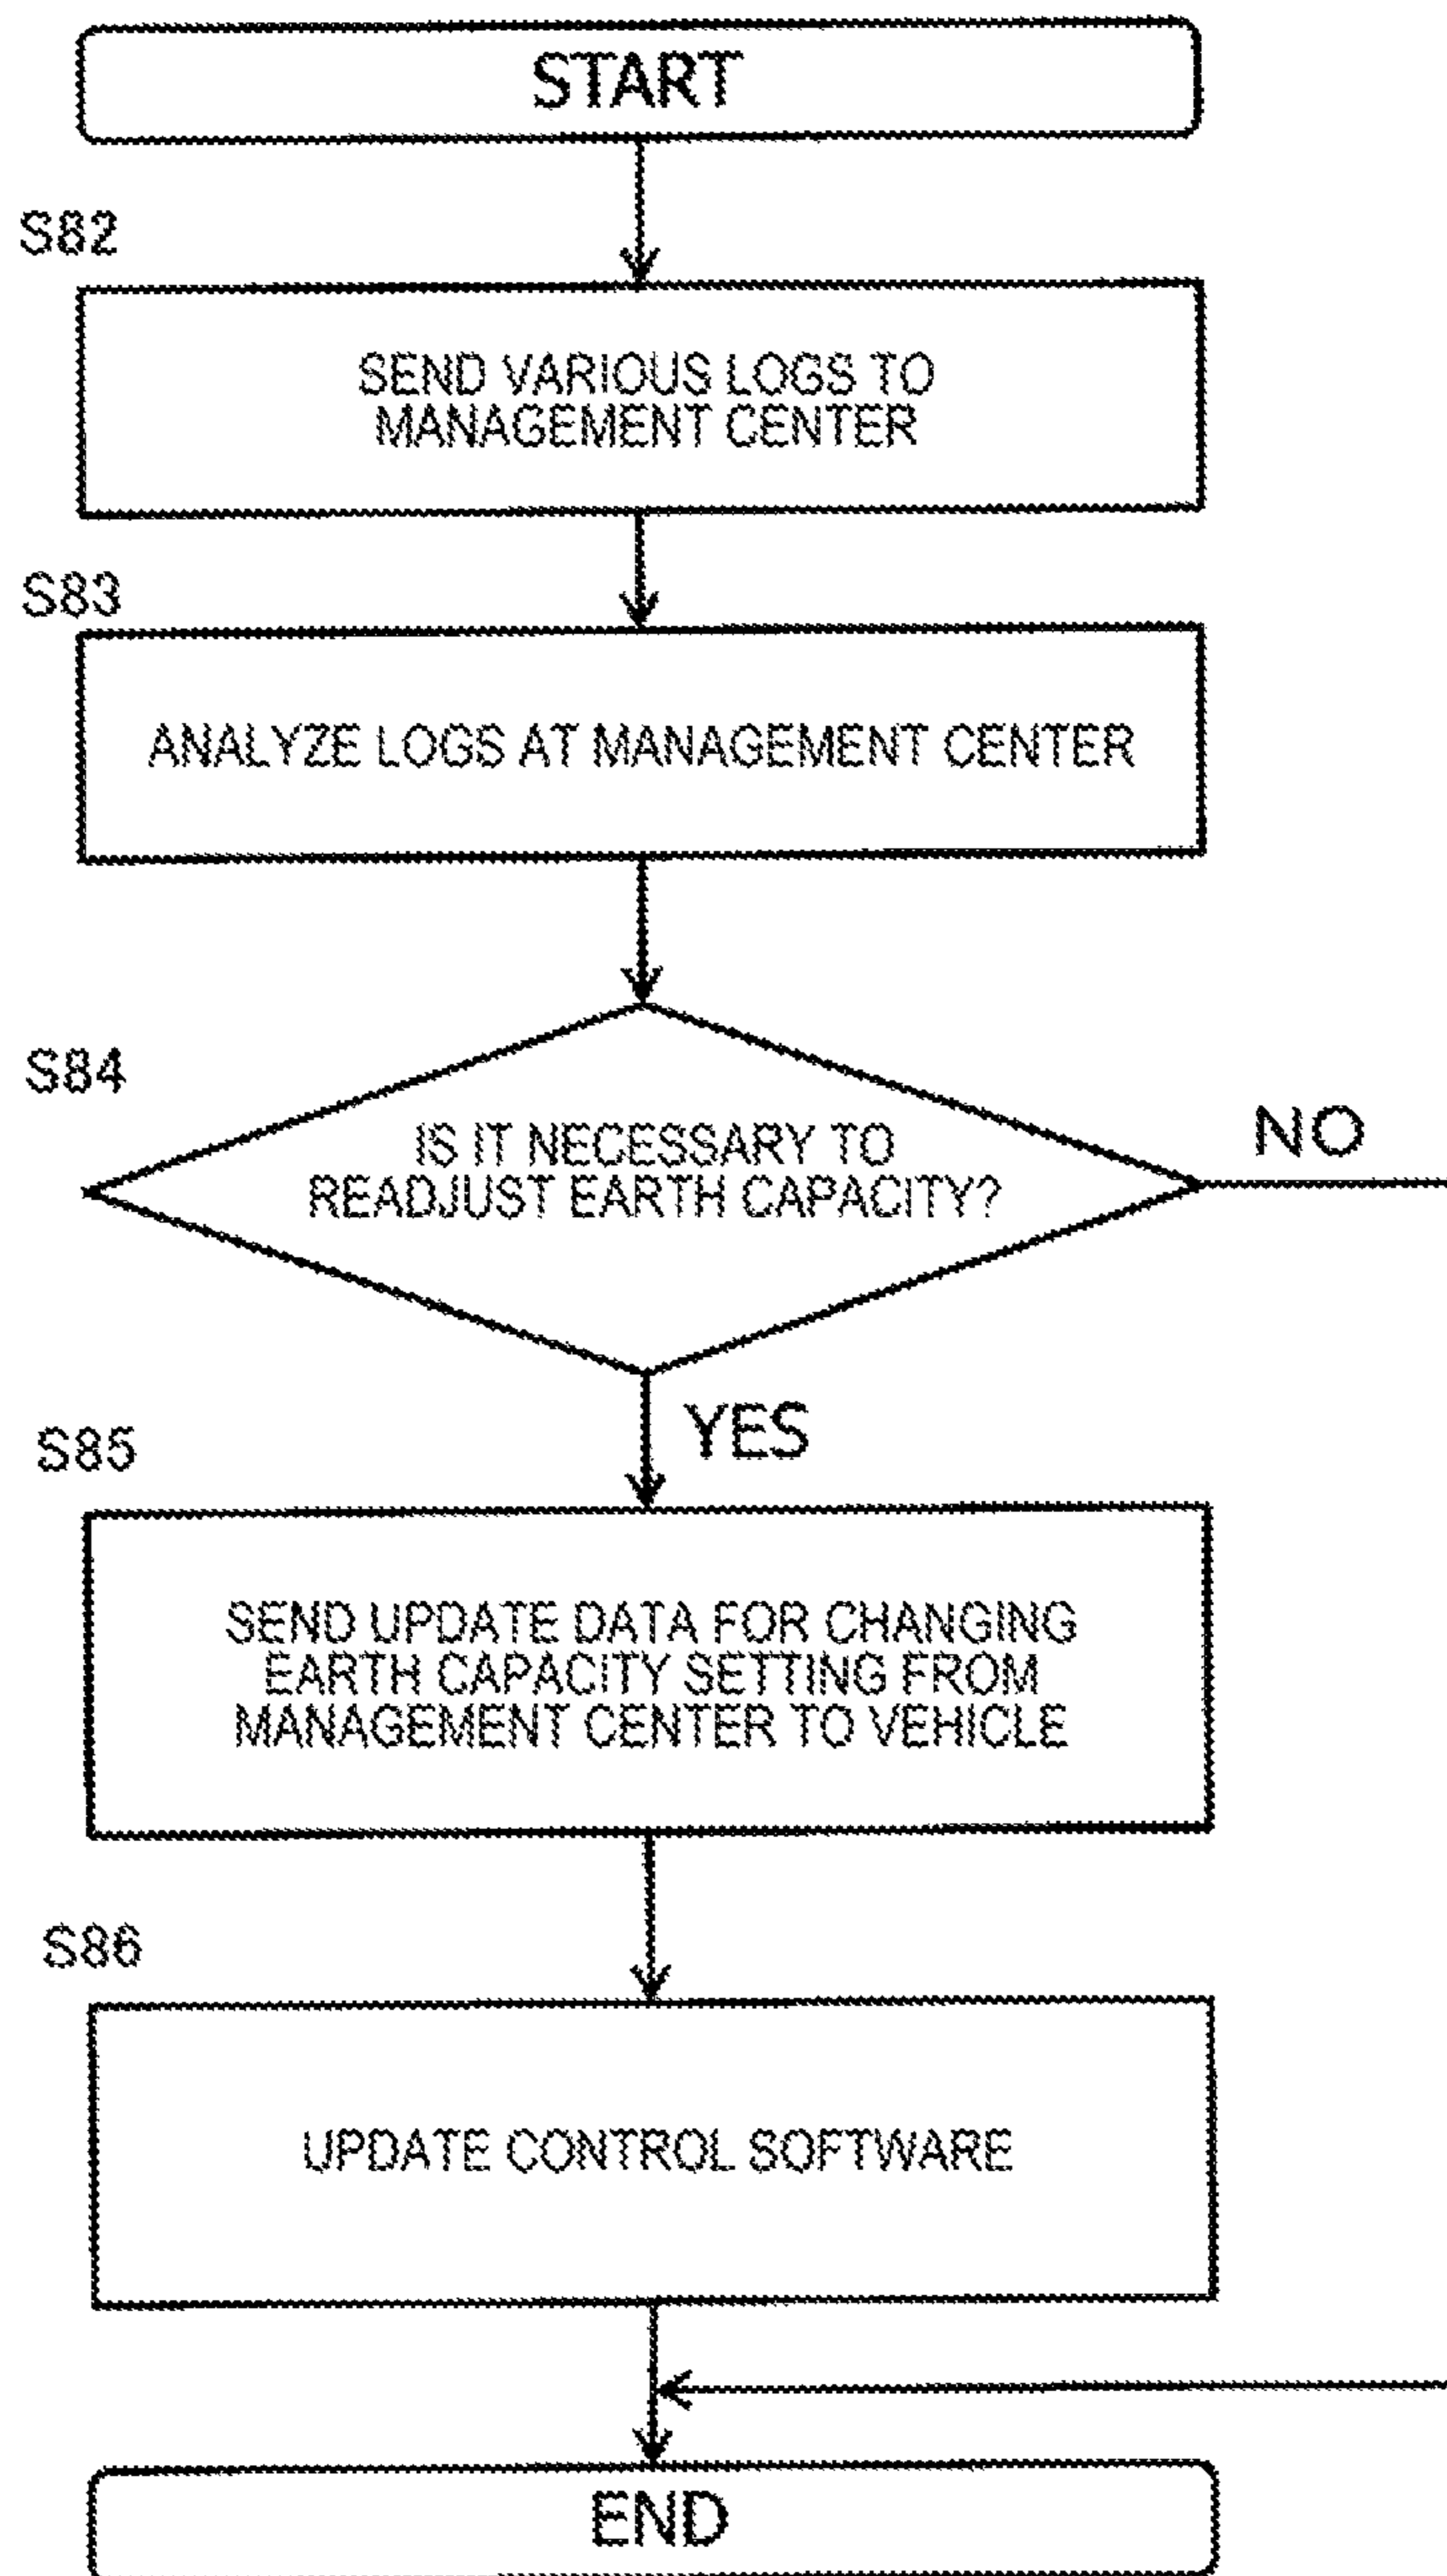 START
S82
SEND VARIOUS LOGS TO
MANAGEMENT CENTER
S83
ANALYZE LOGS AT MANAGEMENT CENTER
S84
IS IT NECESSARY TO
READJUST EARTH CAPACITY?
NO
YES
S85
SEND UPDATE DATA FOR CHANGING
EARTH CAPACITY SETTING FROM
MANAGEMENT CENTER TO VEHICLE
S86
UPDATE CONTROL SOFTWARE
END